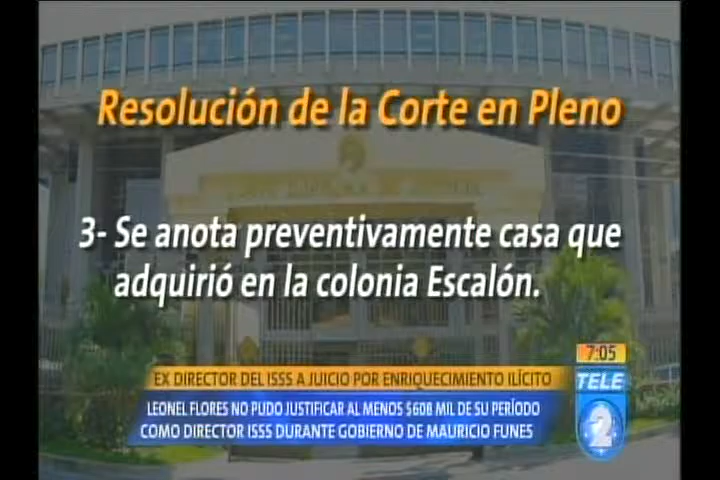 Resolución de la Corte en Pleno
3- Se anota preventivamente casa que
adquirió en la colonia Escalón.
7:05
EX DIRECTOR DEL ISSS A JUICIO POR ENRIQUECIMIENTO ILÍCITO
TELE
LEONEL FLORES NO PUDO JUSTIFICAR AL MENOS $608 MIL DE SU PERÍODO
2
COMO DIRECTOR ISSS DURANTE GOBIERNO DE MAURICIO FUNES